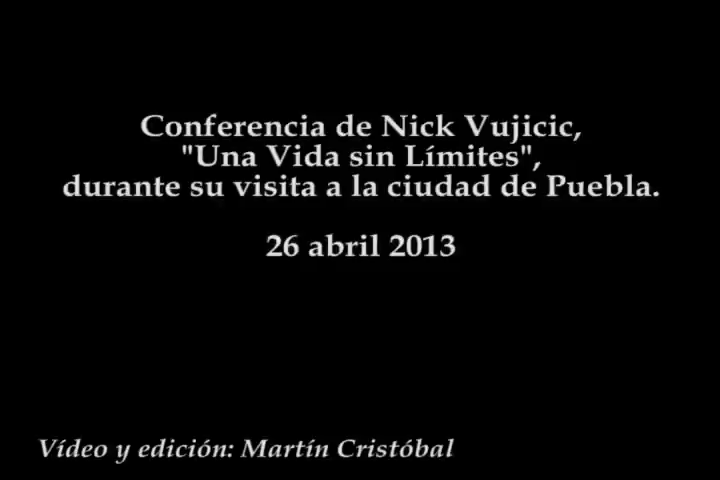 Conferencia de Nick Vujicic,
"Una Vida sin Límites",
durante su visita a la ciudad de Puebla.
26 abril 2013
Vídeo y edición: Martín Cristóbal